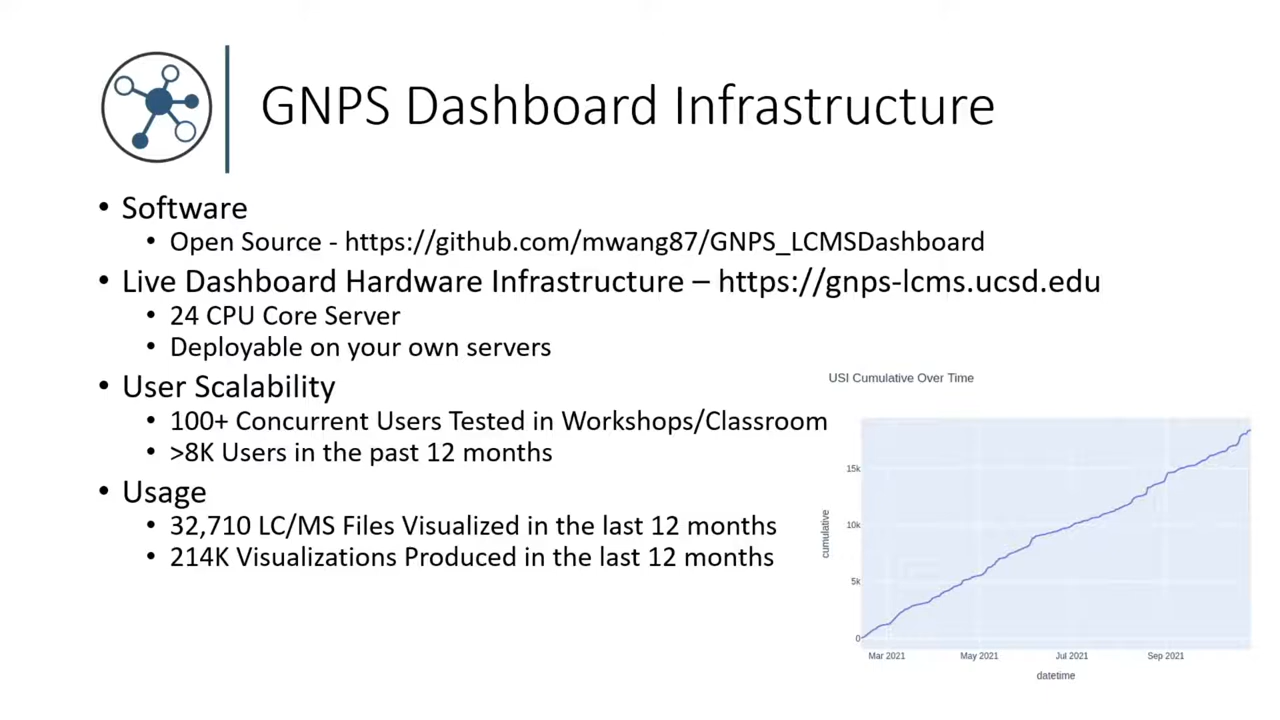 GNPS Dashboard Infrastructure
• Software
• Open Source - https://github.com/mwang87/GNPS_LCMSDashboard
• Live Dashboard Hardware Infrastructure – https://gnps-lcms.ucsd.edu
• 24 CPU Core Server
• Deployable on your own servers
• User Scalability
• 100+ Concurrent Users Tested in Workshops/Classroom
• >8K Users in the past 12 months
• Usage
• 32,710 LC/MS Files Visualized in the last 12 months
• 214K Visualizations Produced in the last 12 months
USI Cumulative Over Time
15k
10k
5k
0
cumulative
Mar 2021 May 2021 Jul 2021 Sep 2021
datetime